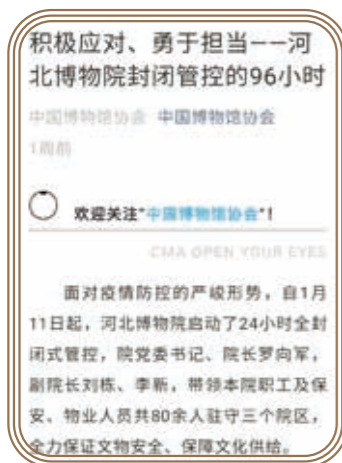 积极应对、勇于担当——河
北博物院封闭管控的96小时
中国博物馆协会 中国博物馆协会
1周前
欢迎关注"中国博物馆协会"!
CMA OPEN YOUR EYES
面对疫情防控的严峻形势，自1月
11日起，河北博物院启动了24小时全封
闭式管控，院党委书记、院长罗向军，
副院长刘栋、李新，带领本院职工及保
安、物业人员共80余人驻守三个院区，
全力保证文物安全、保障文化供给。